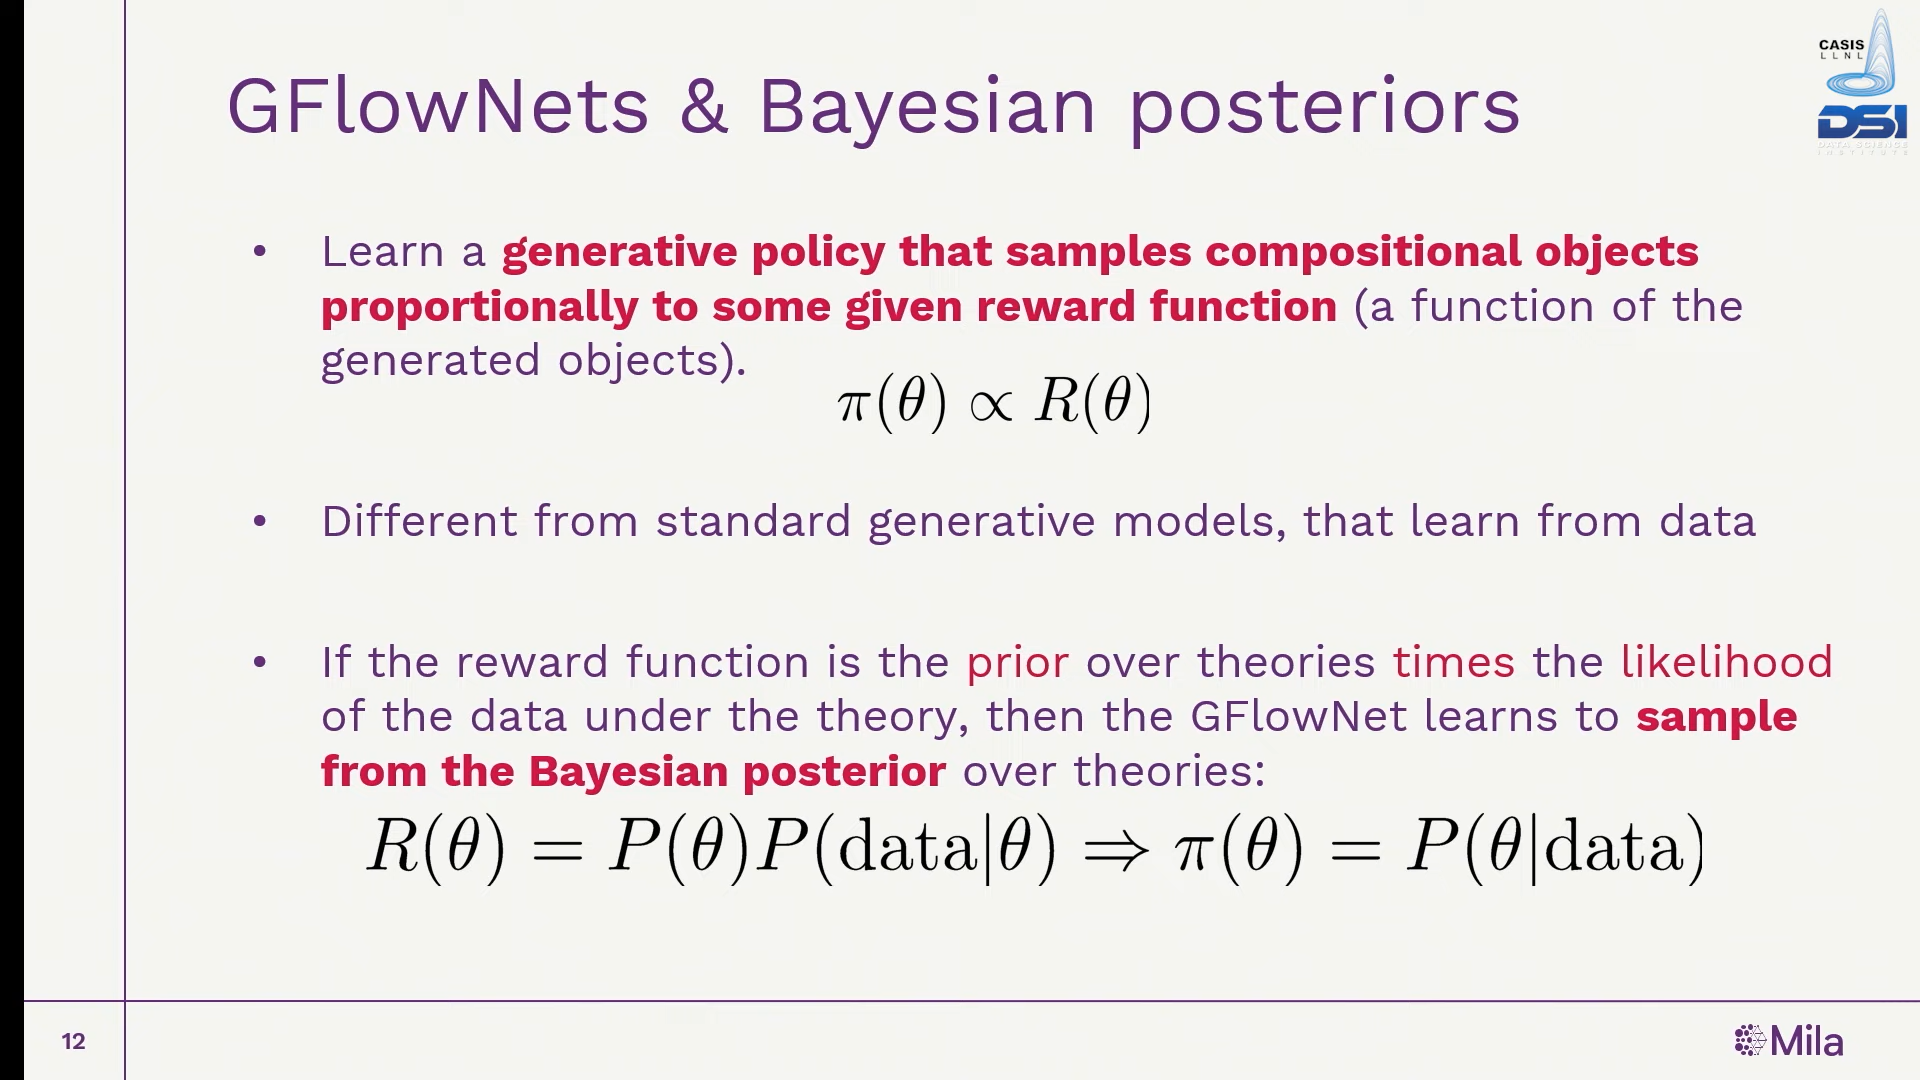 CASIS
LLNL
DSI
DATA SCIENCE
INSTITUTE
GFlowNets & Bayesian posteriors
• Learn a generative policy that samples compositional objects
proportionally to some given reward function (a function of the
generated objects).
π(θ) ∝ R(θ)
• Different from standard generative models, that learn from data
• If the reward function is the prior over theories times the likelihood
of the data under the theory, then the GFlowNet learns to sample
from the Bayesian posterior over theories:
R(θ) = P(θ)P(data|θ) ⇒ π(θ) = P(θ|data)
12
Mila